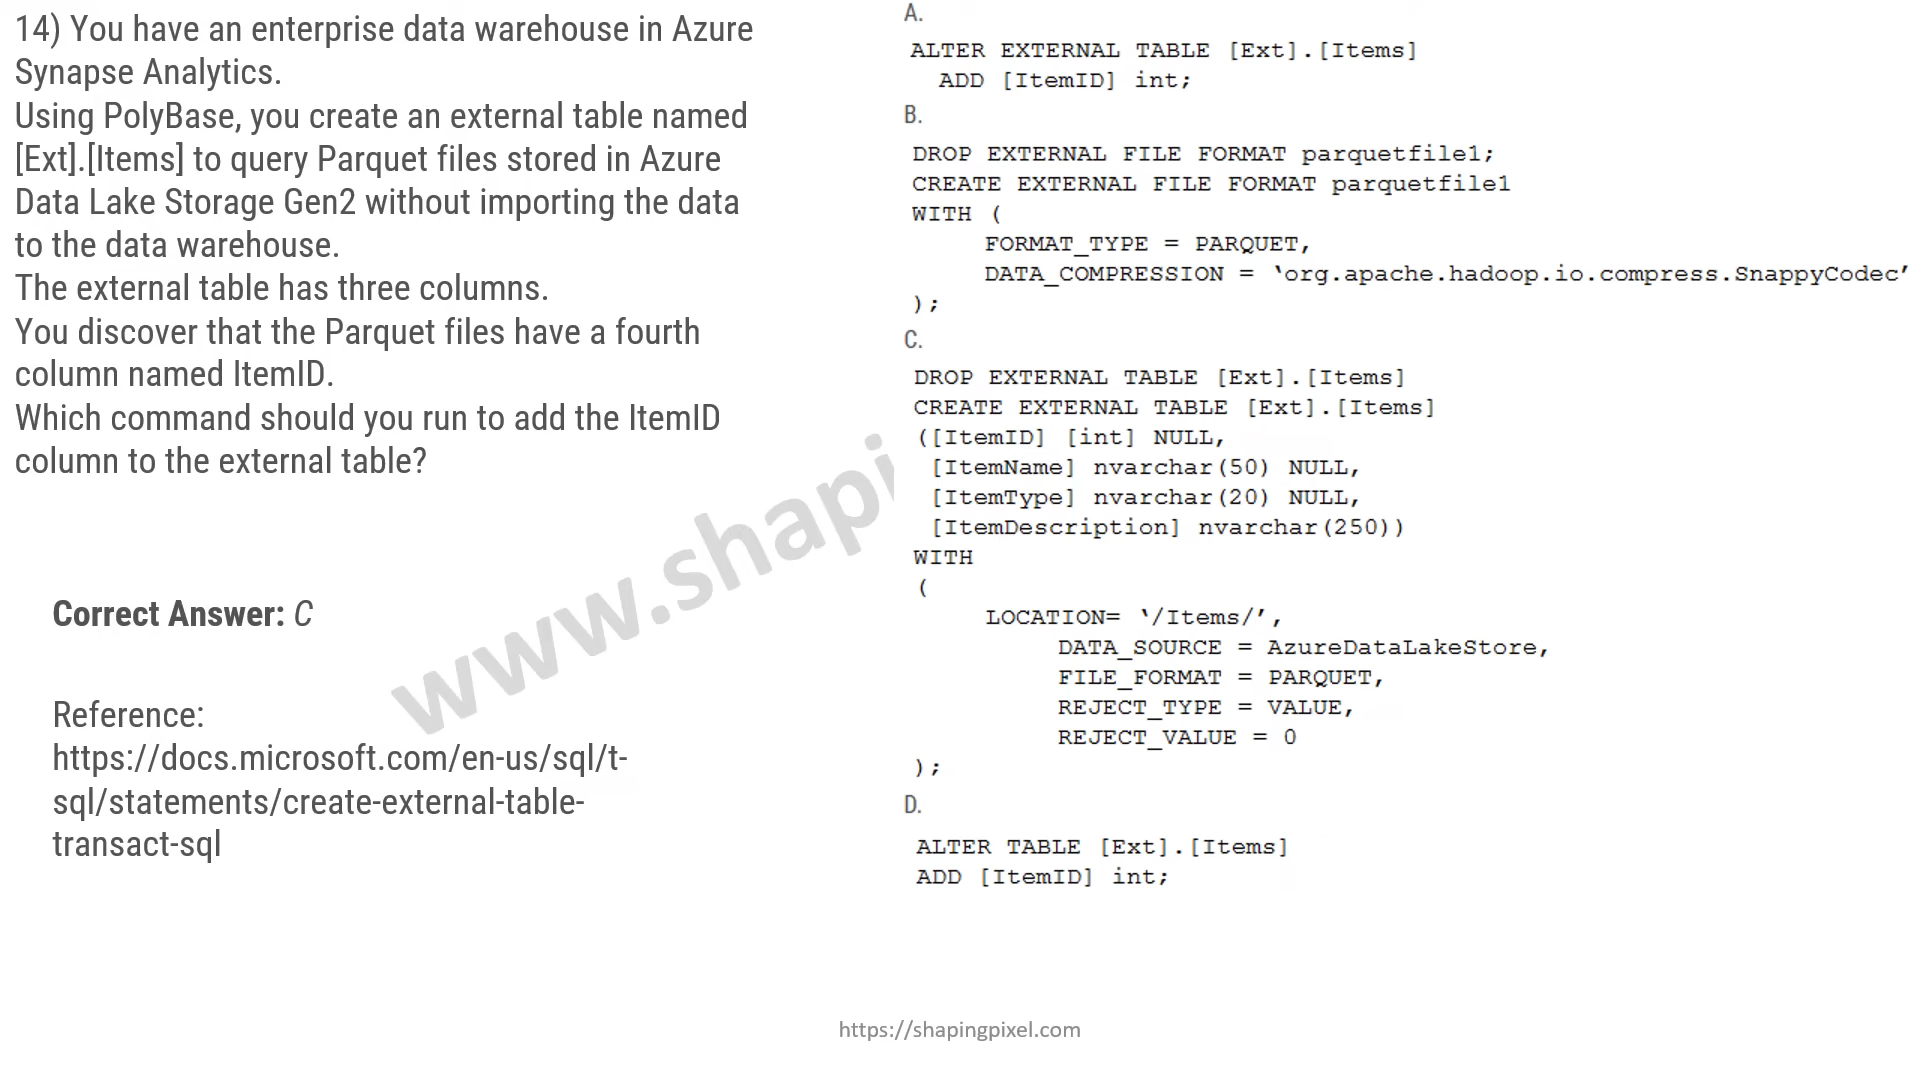 14) You have an enterprise data warehouse in Azure
Synapse Analytics.
Using PolyBase, you create an external table named
[Ext].[Items] to query Parquet files stored in Azure
Data Lake Storage Gen2 without importing the data
to the data warehouse.
The external table has three columns.
You discover that the Parquet files have a fourth
column named ItemID.
Which command should you run to add the ItemID
column to the external table?
Correct Answer: C
Reference:
https://docs.microsoft.com/en-us/sql/t-
sql/statements/create-external-table-
transact-sql
www.shapi
A.
ALTER EXTERNAL TABLE [Ext].[Items]
ADD [ItemID] int;
B.
DROP EXTERNAL FILE FORMAT parquetfile1;
CREATE EXTERNAL FILE FORMAT parquetfile1
WITH (
FORMAT_TYPE = PARQUET,
DATA_COMPRESSION = ‘org.apache.hadoop.io.compress.SnappyCodec’
);
C.
DROP EXTERNAL TABLE [Ext].[Items]
CREATE EXTERNAL TABLE [Ext].[Items]
([ItemID] [int] NULL,
[ItemName] nvarchar(50) NULL,
[ItemType] nvarchar(20) NULL,
[ItemDescription] nvarchar(250))
WITH
(
LOCATION= ‘/Items/’,
DATA_SOURCE = AzureDataLakeStore,
FILE_FORMAT = PARQUET,
REJECT_TYPE = VALUE,
REJECT_VALUE = 0
);
D.
ALTER TABLE [Ext].[Items]
ADD [ItemID] int;
https://shapingpixel.com